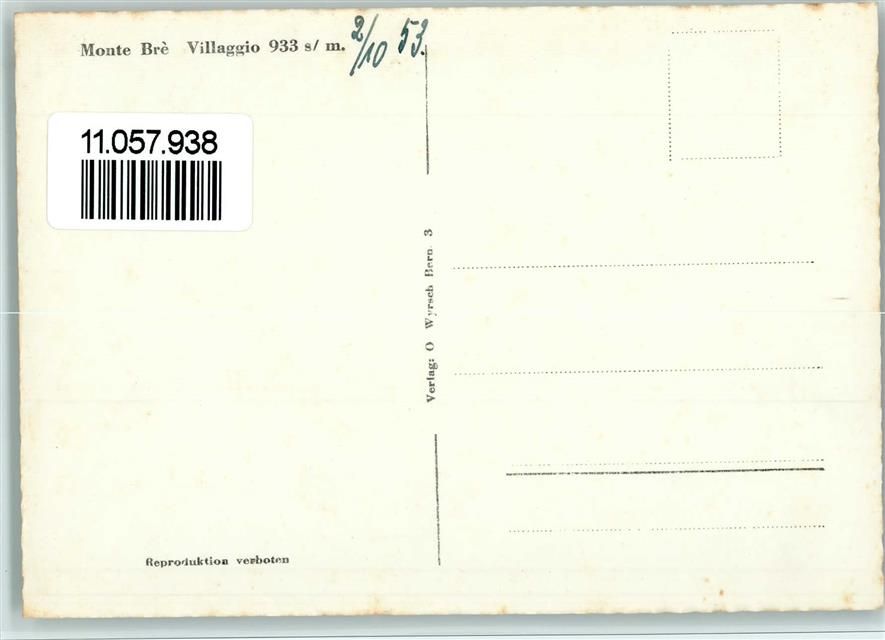 Monte Brè Villaggio 933 s/ m.
2/10 53.
11.057.938
Verlag: O Wyrsch Bern 3
Reproduktion verboten